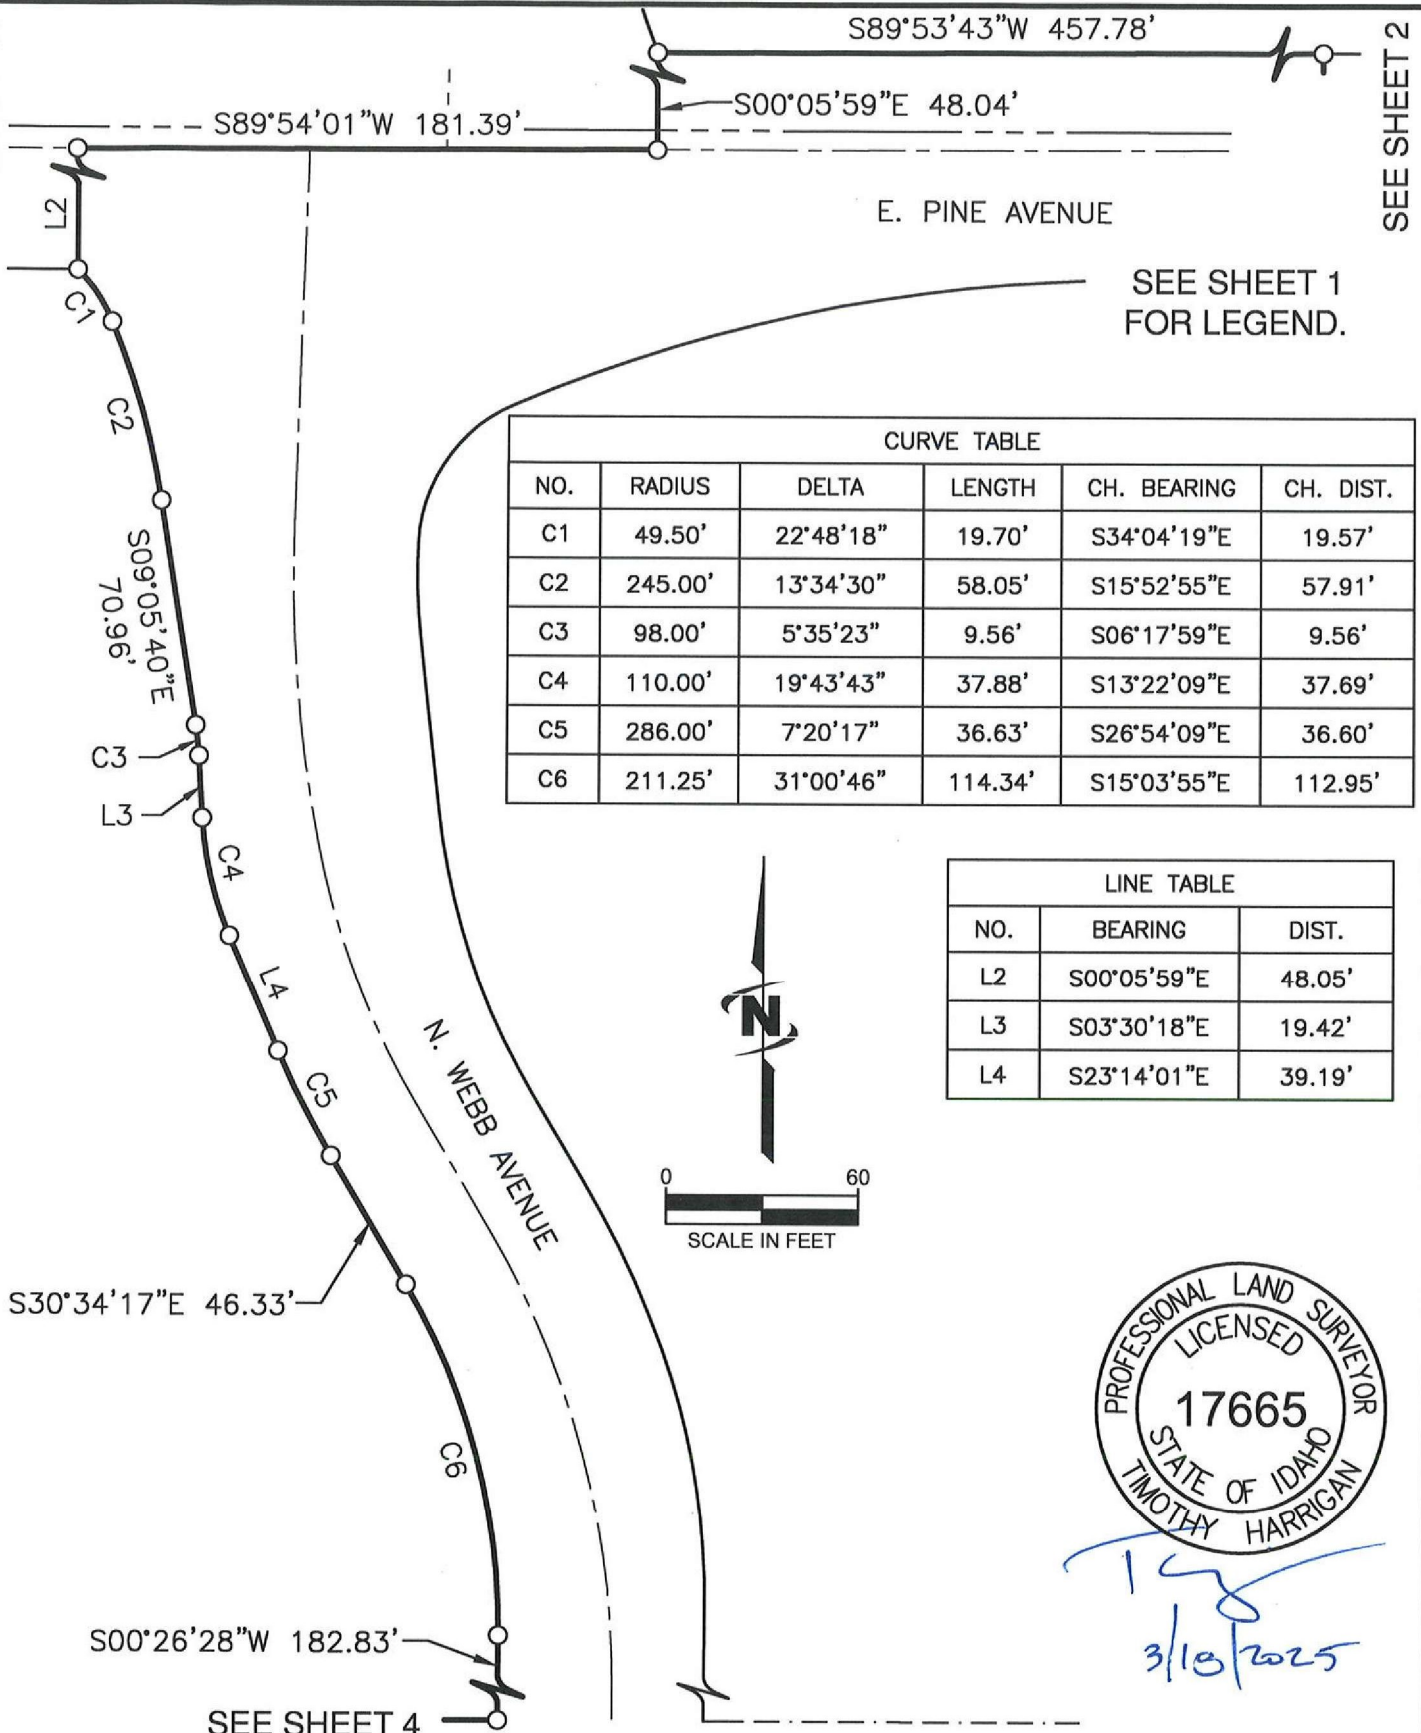 S89°53'43"W 457.78'
SEE SHEET 2
S00°05'59"E 48.04'
S89°54'01"W 181.39'
L2
E. PINE AVENUE
SEE SHEET 1
FOR LEGEND.
C1
C2
S09°05'40"E
70.96'
CURVE TABLE
NO. RADIUS DELTA LENGTH CH. BEARING CH. DIST.
C1 49.50' 22°48'18" 19.70' S34°04'19"E 19.57'
C2 245.00' 13°34'30" 58.05' S15°52'55"E 57.91'
C3 98.00' 5°35'23" 9.56' S06°17'59"E 9.56'
C4 110.00' 19°43'43" 37.88' S13°22'09"E 37.69'
C5 286.00' 7°20'17" 36.63' S26°54'09"E 36.60'
C6 211.25' 31°00'46" 114.34' S15°03'55"E 112.95'
C3
L3
C4
L4
C5
LINE TABLE
NO. BEARING DIST.
L2 S00°05'59"E 48.05'
L3 S03°30'18"E 19.42'
L4 S23°14'01"E 39.19'
N
N. WEBB AVENUE
0 60
SCALE IN FEET
S30°34'17"E 46.33'
C6
PROFESSIONAL LAND SURVEYOR
LICENSED
17665
STATE OF IDAHO
TIMOTHY HARRIGAN
3/18/2025
S00°26'28"W 182.83'
SEE SHEET 4